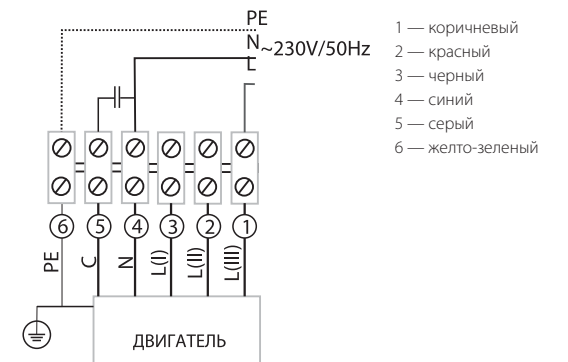 PE
N
~230V/50Hz
L
1 — коричневый
2 — красный
3 — черный
4 — синий
5 — серый
6 — желто-зеленый
6 5 4 3 2 1
PE C N L(I) L(II) L(III)
ДВИГАТЕЛЬ